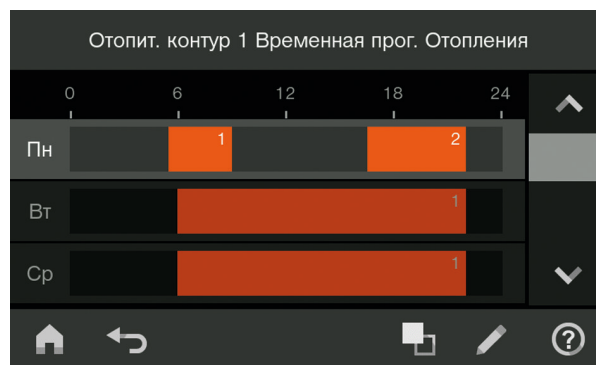 Отопит. контур 1 Временная прог. Отопления
0 6 12 18 24
Пн 1 2
Вт 1
Ср 1
?